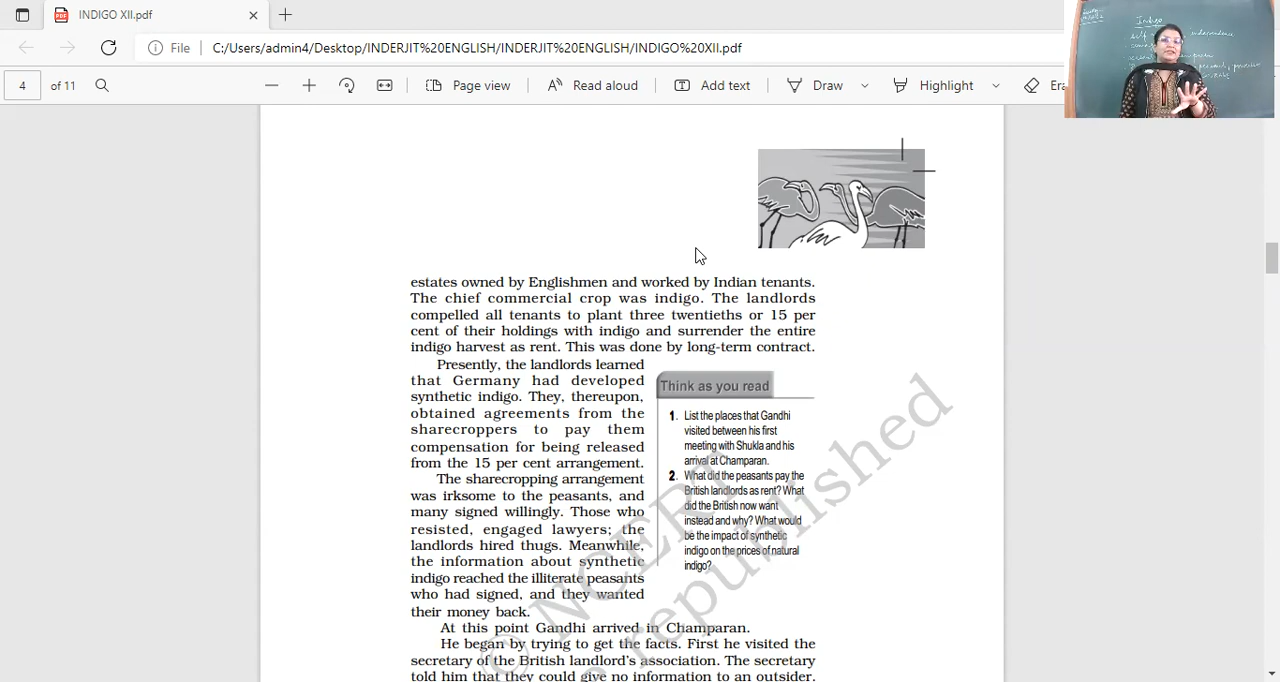 INDIGO XII.pdf
File C:/Users/admin4/Desktop/INDERJIT%20ENGLISH/INDERJIT%20ENGLISH/INDIGO%20XII.pdf
4 of 11 Page view Read aloud Add text Draw Highlight Era
Indigo
independence
estates owned by Englishmen and worked by Indian tenants.
The chief commercial crop was indigo. The landlords
compelled all tenants to plant three twentieths or 15 per
cent of their holdings with indigo and surrender the entire
indigo harvest as rent. This was done by long-term contract.
Presently, the landlords learned
that Germany had developed
synthetic indigo. They, thereupon,
obtained agreements from the
sharecroppers to pay them
compensation for being released
from the 15 per cent arrangement.
The sharecropping arrangement
was irksome to the peasants, and
many signed willingly. Those who
resisted, engaged lawyers; the
landlords hired thugs. Meanwhile,
the information about synthetic
indigo reached the illiterate peasants
who had signed, and they wanted
their money back.
Think as you read
1. List the places that Gandhi
visited between his first
meeting with Shukla and his
arrival at Champaran.
2. What did the peasants pay the
British landlords as rent? What
did the British now want
instead and why? What would
be the impact of synthetic
indigo on the prices of natural
indigo?
At this point Gandhi arrived in Champaran.
He began by trying to get the facts. First he visited the
secretary of the British landlord's association. The secretary
told him that they could give no information to an outsider.
© NCERT
republished